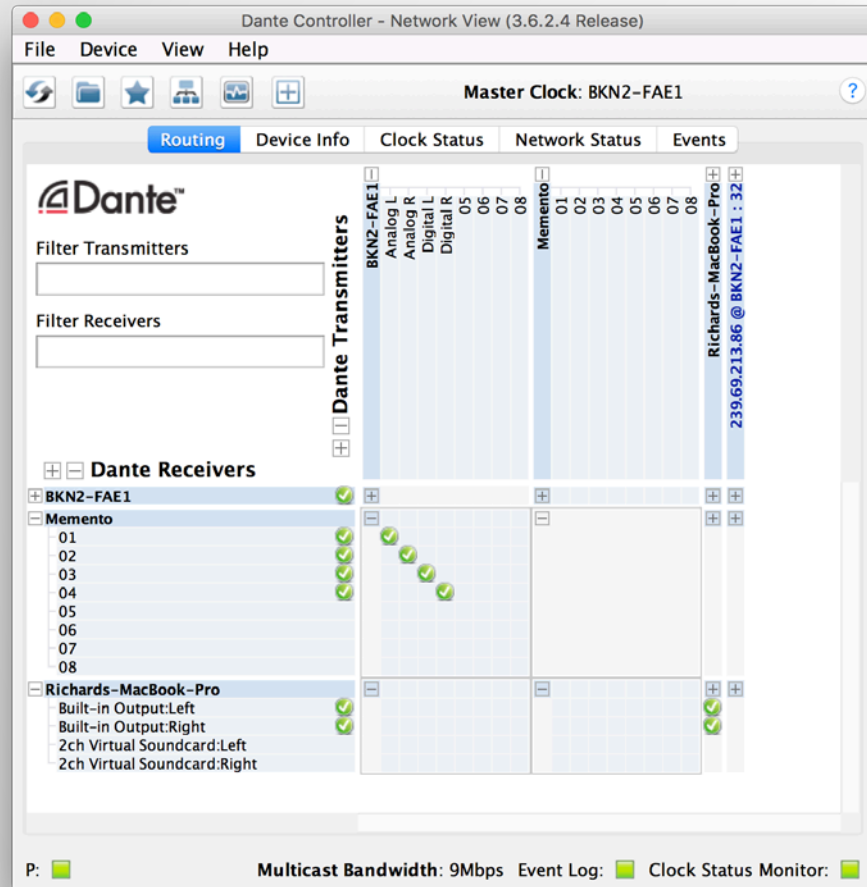 Dante Controller - Network View (3.6.2.4 Release)
File Device View Help
Master Clock: BKN2-FAE1 ?
Routing Device Info Clock Status Network Status Events
Dante™
Filter Transmitters
Filter Receivers
Dante Transmitters
BKN2-FAE1
Analog L
Analog R
Digital L
Digital R
05
06
07
08
Memento
01
02
03
04
05
06
07
08
Richards-MacBook-Pro
239.69.213.86 @ BKN2-FAE1 : 32
Dante Receivers
BKN2-FAE1
Memento
01
02
03
04
05
06
07
08
Richards-MacBook-Pro
Built-in Output:Left
Built-in Output:Right
2ch Virtual Soundcard:Left
2ch Virtual Soundcard:Right
P: Multicast Bandwidth: 9Mbps Event Log: Clock Status Monitor: